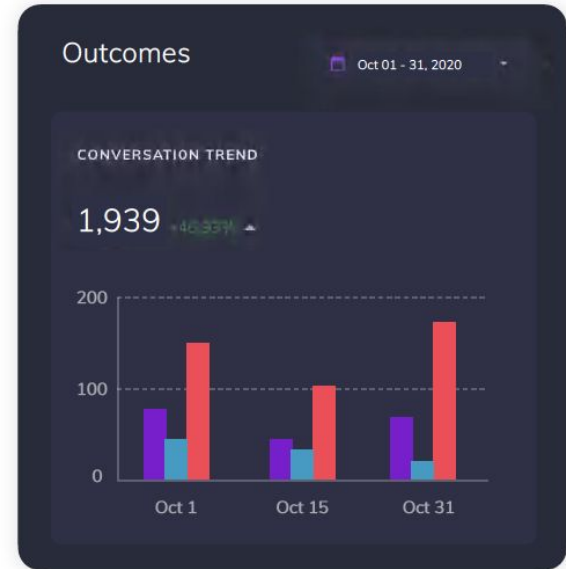 Outcomes
Oct 01 - 31, 2020
CONVERSATION TREND
1,939
200
100
0
Oct 1 Oct 15 Oct 31